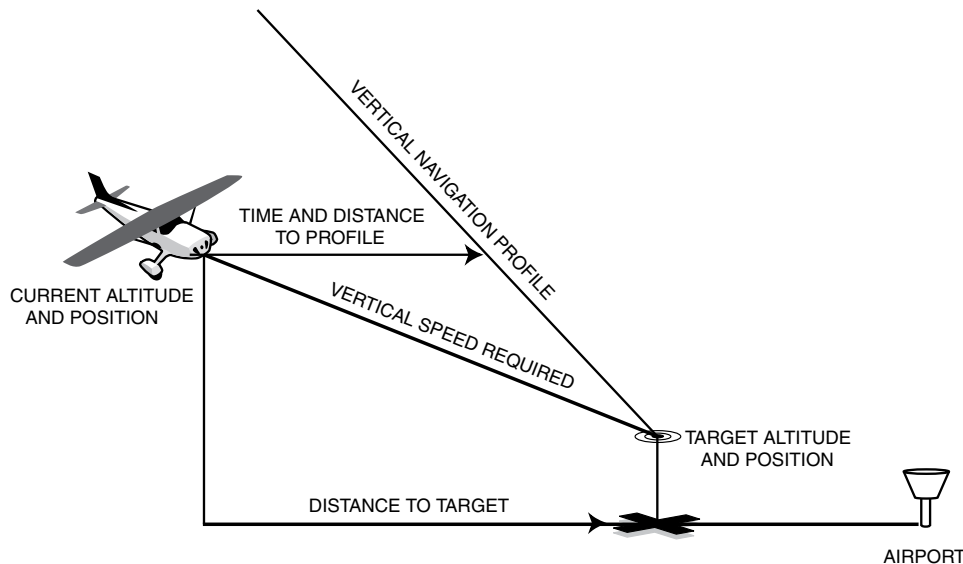 VERTICAL NAVIGATION PROFILE
TIME AND DISTANCE
TO PROFILE
CURRENT ALTITUDE
AND POSITION
VERTICAL SPEED REQUIRED
TARGET ALTITUDE
AND POSITION
DISTANCE TO TARGET
AIRPORT